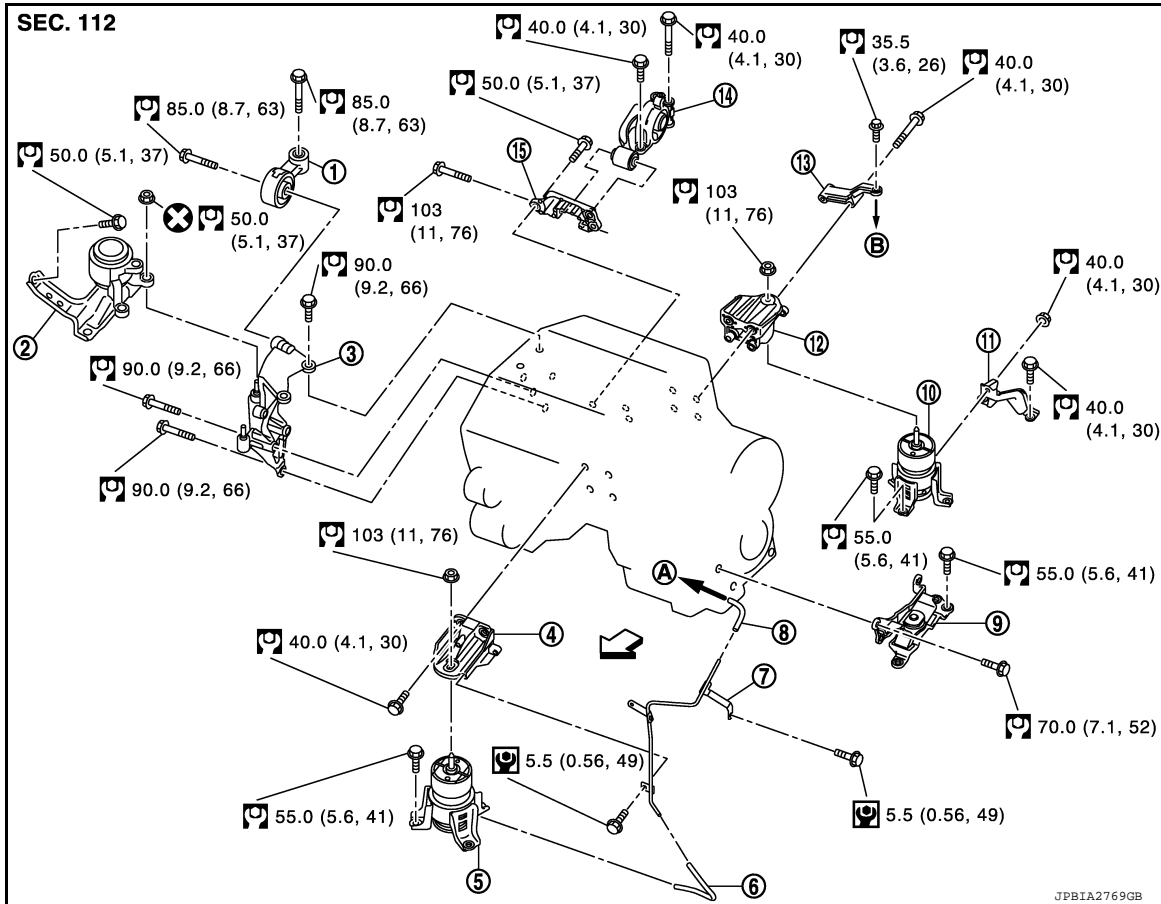 SEC. 112
40.0 (4.1, 30)
40.0
(4.1, 30)
35.5
(3.6, 26)
40.0
(4.1, 30)
50.0 (5.1, 37)
14
85.0 (8.7, 63)
85.0
(8.7, 63)
1
15
13
50.0 (5.1, 37)
103
(11, 76)
103
(11, 76)
B
50.0
(5.1, 37)
90.0
(9.2, 66)
40.0
(4.1, 30)
2
3
12
11
90.0 (9.2, 66)
10
40.0
(4.1, 30)
90.0 (9.2, 66)
103 (11, 76)
55.0
(5.6, 41)
A
55.0 (5.6, 41)
4
8
9
40.0 (4.1, 30)
7
70.0 (7.1, 52)
5.5 (0.56, 49)
55.0 (5.6, 41)
5.5 (0.56, 49)
5
6
JPBIA2769GB